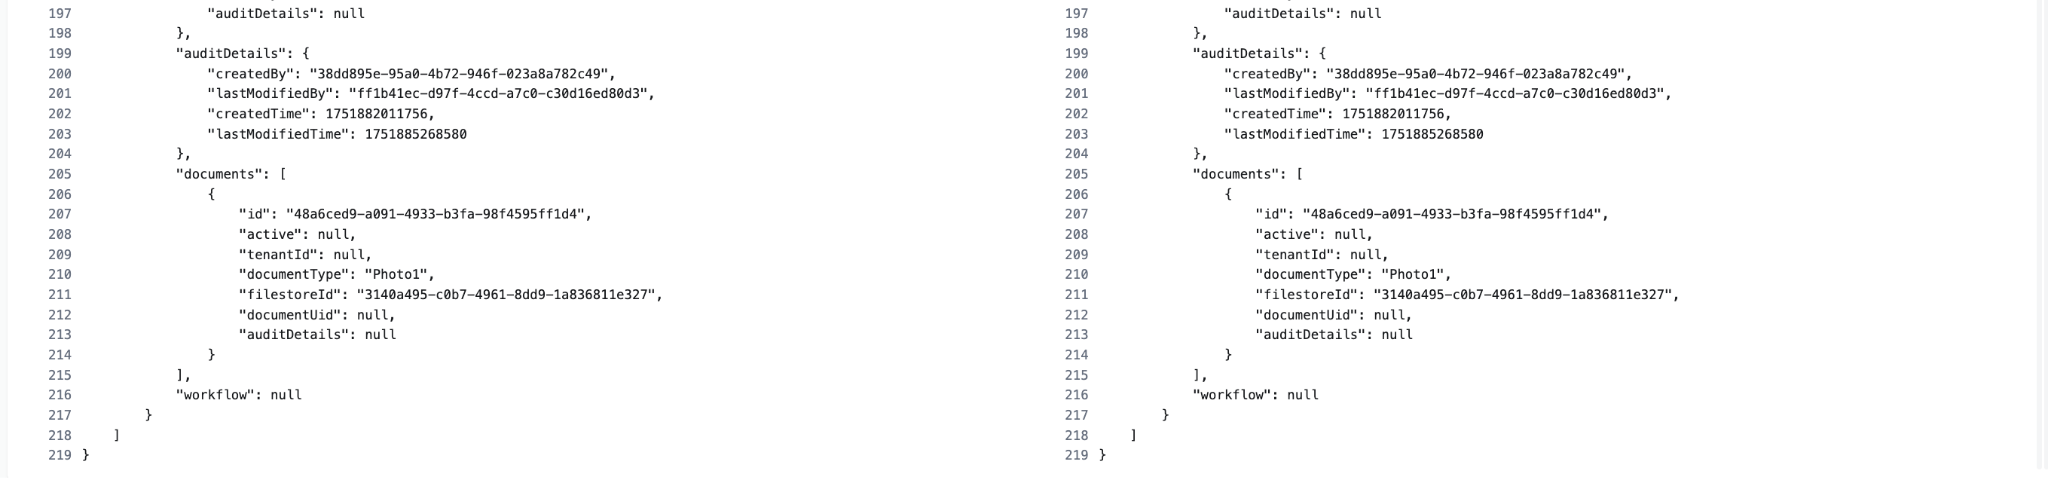 197                 "auditDetails": null
198             },
199             "auditDetails": {
200                 "createdBy": "38dd895e-95a0-4b72-946f-023a8a782c49",
201                 "lastModifiedBy": "ff1b41ec-d97f-4ccd-a7c0-c30d16ed80d3",
202                 "createdTime": 1751882011756,
203                 "lastModifiedTime": 1751885268580
204             },
205             "documents": [
206                 {
207                     "id": "48a6ced9-a091-4933-b3fa-98f4595ff1d4",
208                     "active": null,
209                     "tenantId": null,
210                     "documentType": "Photo1",
211                     "filestoreId": "3140a495-c0b7-4961-8dd9-1a836811e327",
212                     "documentUid": null,
213                     "auditDetails": null
214                 }
215             ],
216             "workflow": null
217         }
218     ]
219 }
197                 "auditDetails": null
198             },
199             "auditDetails": {
200                 "createdBy": "38dd895e-95a0-4b72-946f-023a8a782c49",
201                 "lastModifiedBy": "ff1b41ec-d97f-4ccd-a7c0-c30d16ed80d3",
202                 "createdTime": 1751882011756,
203                 "lastModifiedTime": 1751885268580
204             },
205             "documents": [
206                 {
207                     "id": "48a6ced9-a091-4933-b3fa-98f4595ff1d4",
208                     "active": null,
209                     "tenantId": null,
210                     "documentType": "Photo1",
211                     "filestoreId": "3140a495-c0b7-4961-8dd9-1a836811e327",
212                     "documentUid": null,
213                     "auditDetails": null
214                 }
215             ],
216             "workflow": null
217         }
218     ]
219 }